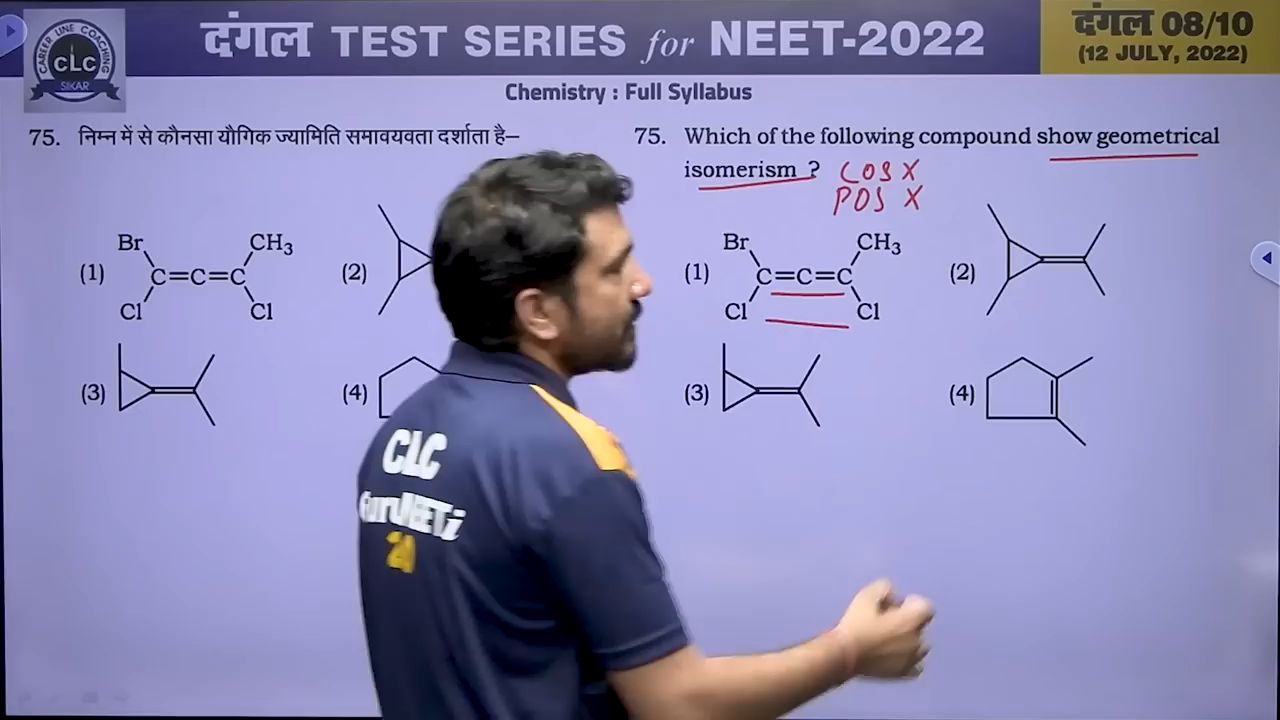 CAREER LINE COACHING
CLC
SIKAR
दंगल TEST SERIES for NEET-2022
दंगल 08/10
(12 JULY, 2022)
Chemistry : Full Syllabus
75. निम्न में से कौनसा यौगिक ज्यामिति समावयवता दर्शाता है–
(1) Br Cl C=C=C CH3 Cl
(2)
(3)
(4)
75. Which of the following compound show geometrical
isomerism ? COS X
POS X
(1) Br Cl C=C=C CH3 Cl
(2)
(3)
(4)
CLC
GuruNEETi